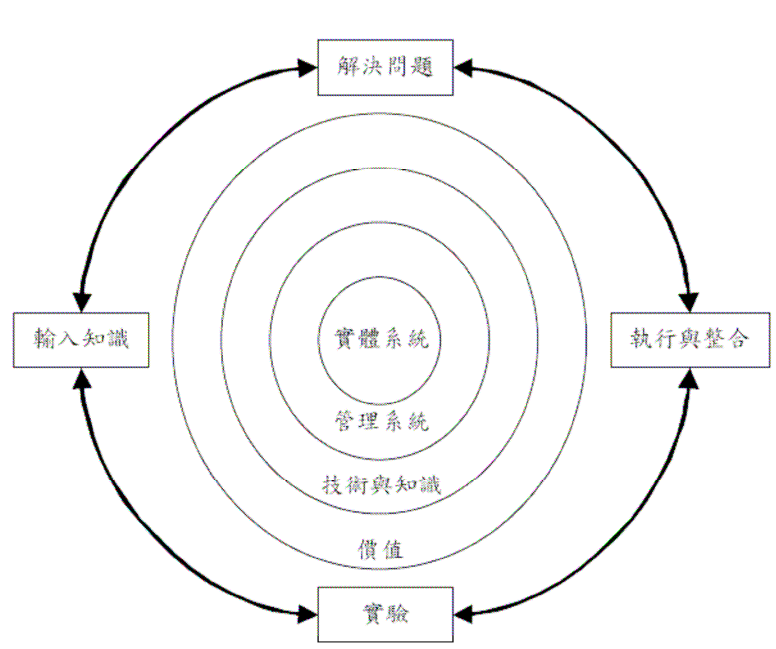 解決問題
輸入知識
實體系統
執行與整合
管理系統
技術與知識
價值
實驗